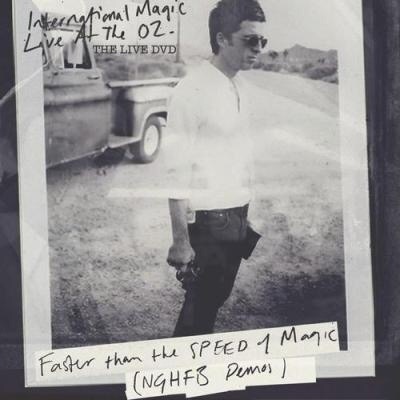 International Magic
Live At The O2-
THE LIVE DVD
Faster than the SPEED of Magic
(NGHFB Demos)